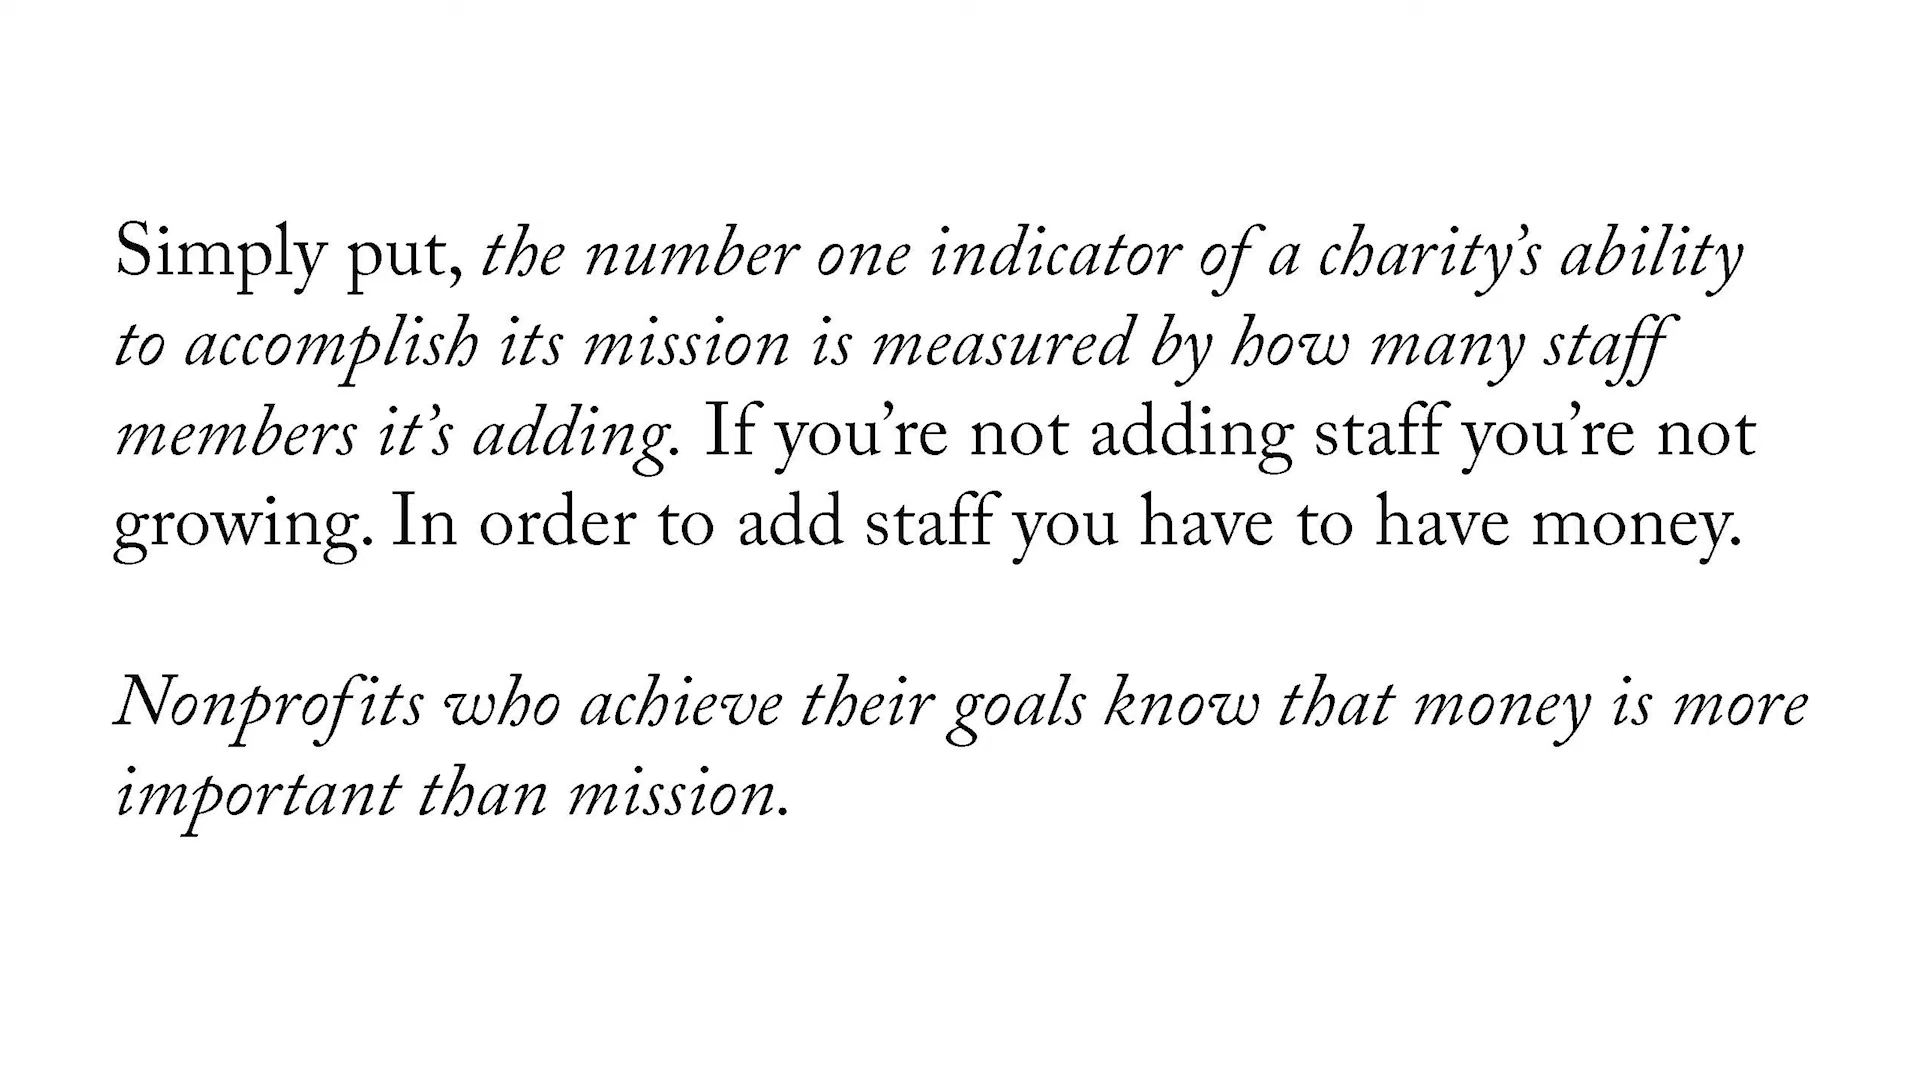 Simply put, the number one indicator of a charity’s ability
to accomplish its mission is measured by how many staff
members it’s adding. If you’re not adding staff you’re not
growing. In order to add staff you have to have money.
Nonprofits who achieve their goals know that money is more
important than mission.